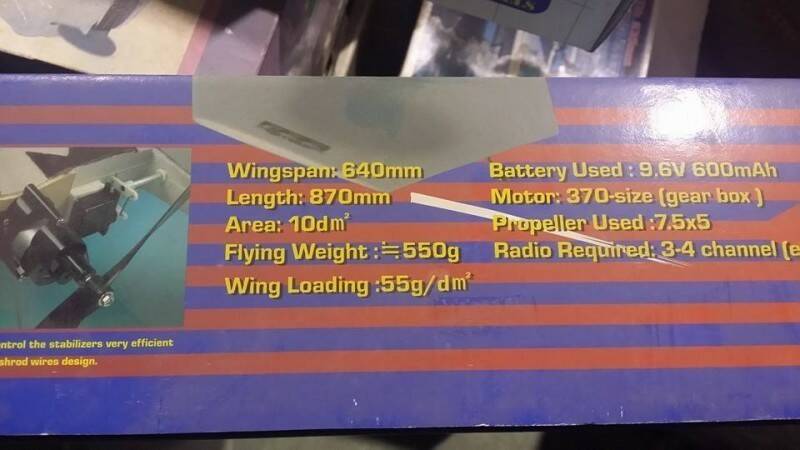 Wingspan: 640mm
Length: 870mm
Area: 10dm²
Flying Weight :≒550g
Wing Loading :55g/dm²
Battery Used : 9.6V 600mAh
Motor: 370-size (gear box )
Propeller Used :7.5x5
Radio Required: 3-4 channel (e
ntrol the stabilizers very efficient
shrod wires design.